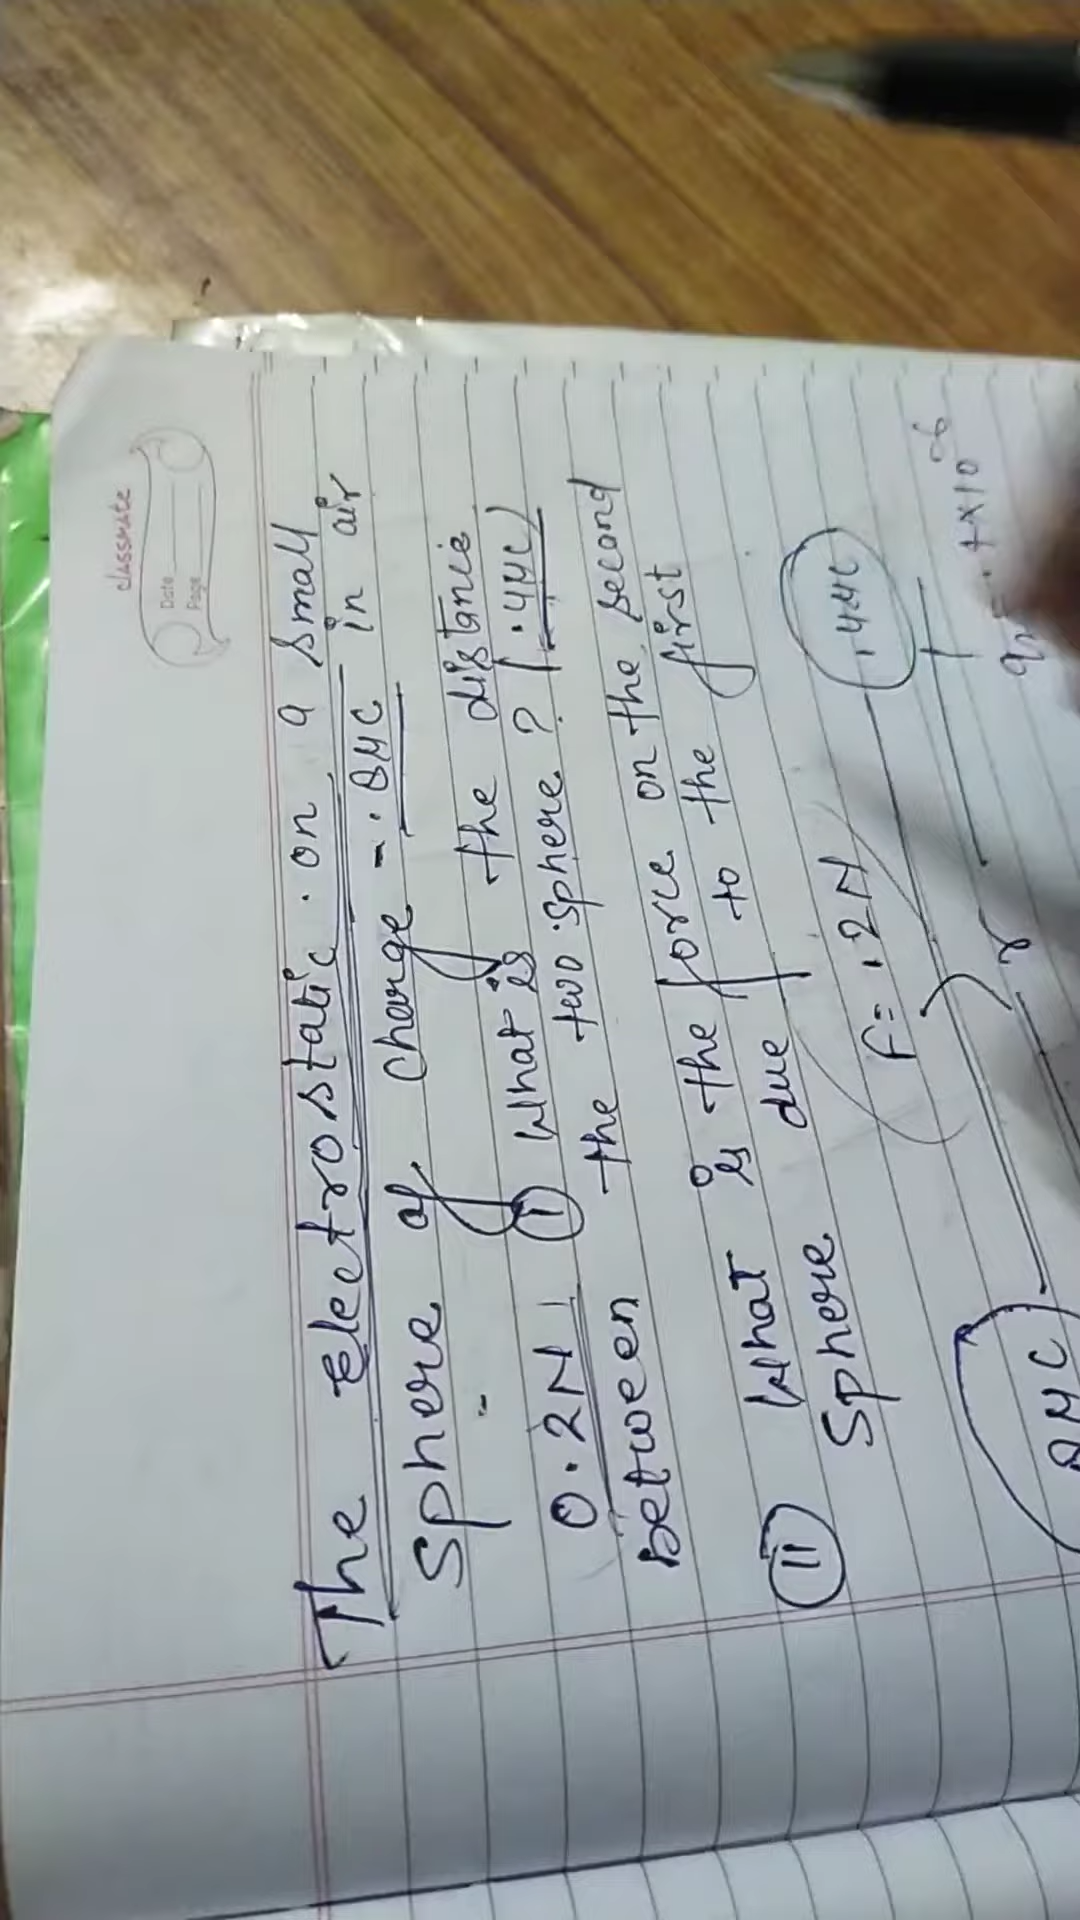 classmate
Date
Page
The Electrostatic. on a small
Sphere of Charge -.8μC in air
0.2N, (I) What is the distance
between the two sphere? (.4μC)
(II) What is the force on the second
Sphere due to the first
F= .2N .4μC
r
8μC